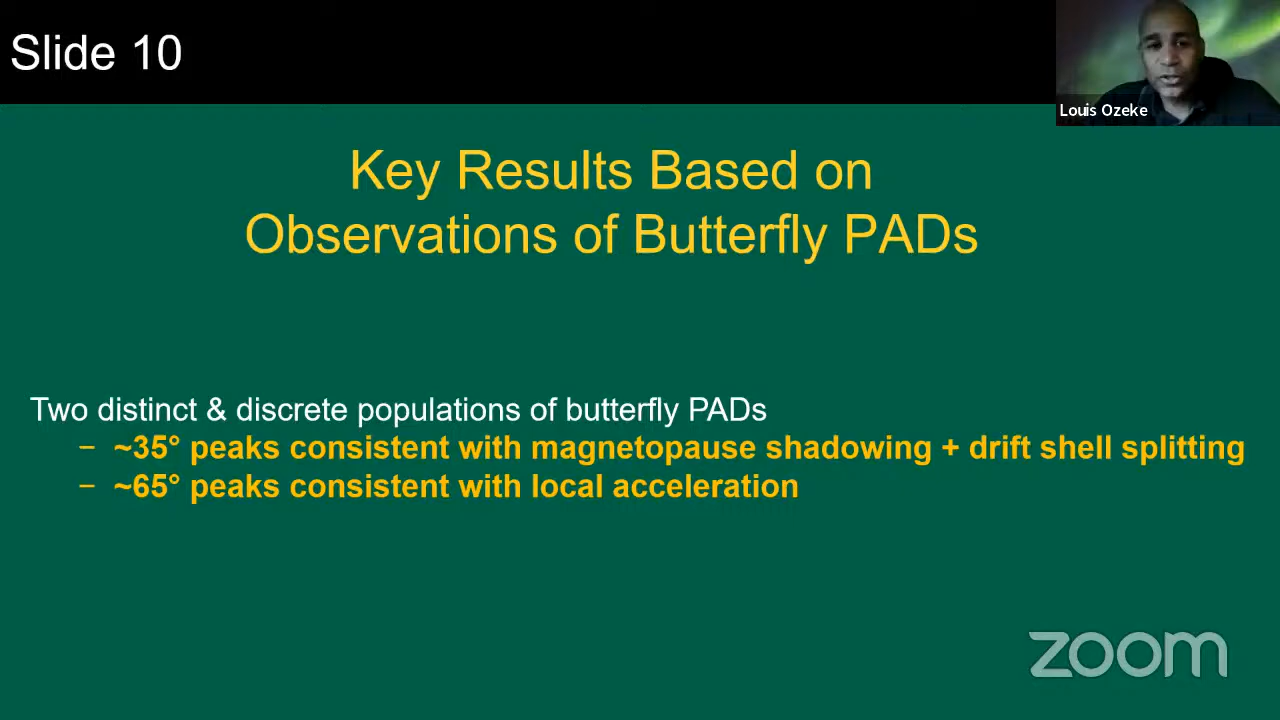 Slide 10
Louis Ozeke
Key Results Based on
Observations of Butterfly PADs
Two distinct & discrete populations of butterfly PADs
− ~35° peaks consistent with magnetopause shadowing + drift shell splitting
− ~65° peaks consistent with local acceleration
zoom